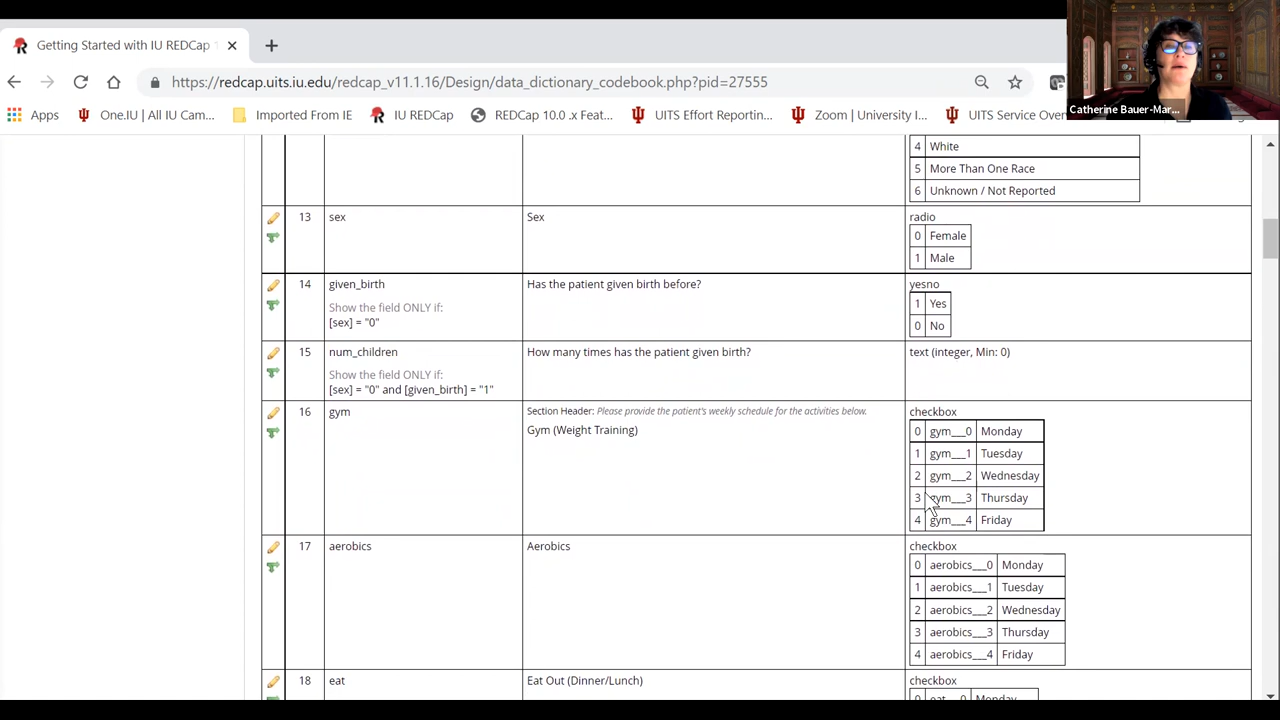 Getting Started with IU REDCap 1
https://redcap.uits.iu.edu/redcap_v11.1.16/Design/data_dictionary_codebook.php?pid=27555
Catherine Bauer-Mar...
Apps One.IU | All IU Cam... Imported From IE IU REDCap REDCap 10.0 .x Feat... UITS Effort Reportin... Zoom | University I... UITS Service Over
4 White
5 More Than One Race
6 Unknown / Not Reported
13 sex Sex radio
0 Female
1 Male
14 given_birth Has the patient given birth before? yesno
Show the field ONLY if: 1 Yes
[sex] = "0" 0 No
15 num_children How many times has the patient given birth? text (integer, Min: 0)
Show the field ONLY if:
[sex] = "0" and [given_birth] = "1"
16 gym Section Header: Please provide the patient's weekly schedule for the activities below. checkbox
Gym (Weight Training) 0 gym___0 Monday
1 gym___1 Tuesday
2 gym___2 Wednesday
3 gym___3 Thursday
4 gym___4 Friday
17 aerobics Aerobics checkbox
0 aerobics___0 Monday
1 aerobics___1 Tuesday
2 aerobics___2 Wednesday
3 aerobics___3 Thursday
4 aerobics___4 Friday
18 eat Eat Out (Dinner/Lunch) checkbox
0 eat___0 Monday